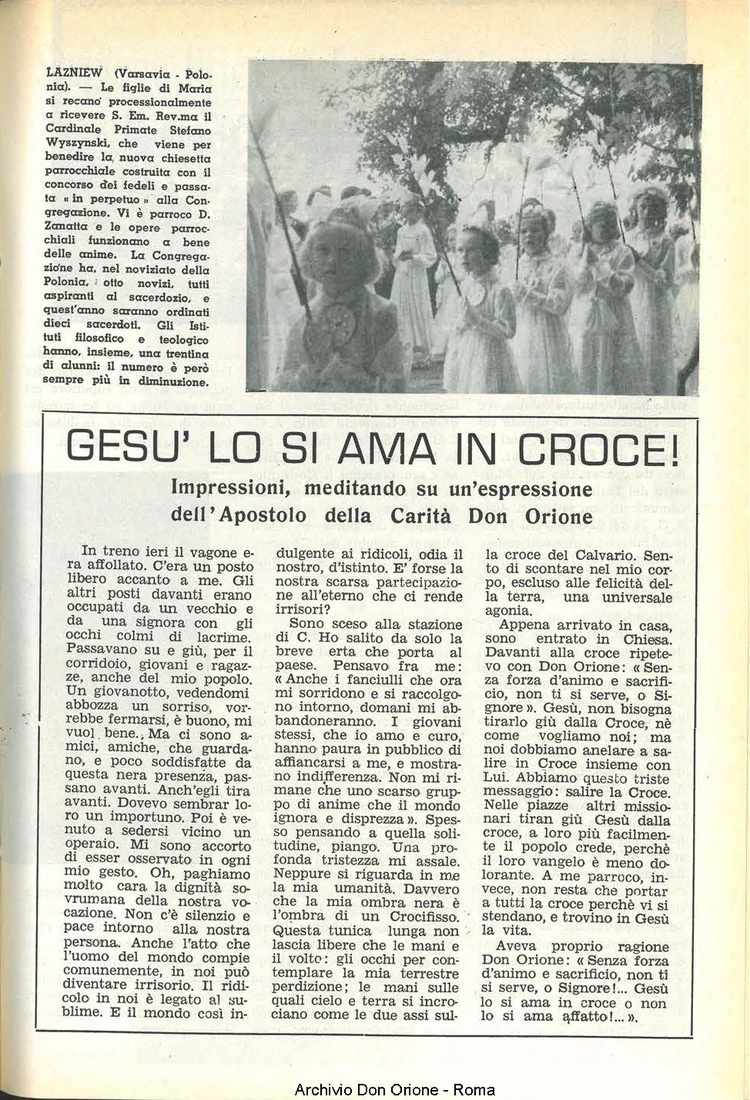 LAZNIEW (Varsavia - Polo-
nia). — Le figlie di Maria
si recano processionalmente
a ricevere S. Em. Rev.ma il
Cardinale Primate Stefano
Wyszynski, che viene per
benedire la nuova chiesetta
parrocchiale costruita con il
concorso dei fedeli e passa-
ta « in perpetuo » alla Con-
gregazione. Vi è parroco D.
Zanatta e le opere parroc-
chiali funzionano a bene
delle anime. La Congrega-
zione ha, nel noviziato della
Polonia, otto novizi, tutti
aspiranti al sacerdozio, e
quest'anno saranno ordinati
dieci sacerdoti. Gli Isti-
tuti filosofico e teologico
hanno, insieme, una trentina
di alunni: il numero è però
sempre più in diminuzione.
GESU' LO SI AMA IN CROCE!
Impressioni, meditando su un'espressione
dell'Apostolo della Carità Don Orione
In treno ieri il vagone e-
ra affollato. C'era un posto
libero accanto a me. Gli
altri posti davanti erano
occupati da un vecchio e
da una signora con gli
occhi colmi di lacrime.
Passavano su e giù, per il
corridoio, giovani e ragaz-
ze, anche del mio popolo.
Un giovanotto, vedendomi
abbozza un sorriso, vor-
rebbe fermarsi, è buono, mi
vuol bene. Ma ci sono a-
mici, amiche, che guarda-
no, e poco soddisfatte da
questa nera presenza, pas-
sano avanti. Anch'egli tira
avanti. Dovevo sembrar lo-
ro un importuno. Poi è ve-
nuto a sedersi vicino un
operaio. Mi sono accorto
di esser osservato in ogni
mio gesto. Oh, paghiamo
molto cara la dignità so-
vrumana della nostra vo-
cazione. Non c'è silenzio e
pace intorno alla nostra
persona. Anche l'atto che
l'uomo del mondo compie
comunemente, in noi può
diventare irrisorio. Il ridi-
colo in noi è legato al su-
blime. E il mondo così in-
dulgente ai ridicoli, odia il
nostro, d'istinto. E' forse la
nostra scarsa partecipazio-
ne all'eterno che ci rende
irrisori?
Sono sceso alla stazione
di C. Ho salito da solo la
breve erta che porta al
paese. Pensavo fra me:
« Anche i fanciulli che ora
mi sorridono e si raccolgo-
no intorno, domani mi ab-
bandoneranno. I giovani
stessi, che io amo e curo,
hanno paura in pubblico di
affiancarsi a me, e mostra-
no indifferenza. Non mi ri-
mane che uno scarso grup-
po di anime che il mondo
ignora e disprezza ». Spes-
so pensando a quella soli-
tudine, piango. Una pro-
fonda tristezza mi assale.
Neppure si riguarda in me
la mia umanità. Davvero
che la mia ombra nera è
l'ombra di un Crocifisso.
Questa tunica lunga non
lascia libere che le mani e
il volto: gli occhi per con-
templare la mia terrestre
perdizione; le mani sulle
quali cielo e terra si incro-
ciano come le due assi sul-
la croce del Calvario. Sen-
to di scontare nel mio cor-
po, escluso alle felicità del-
la terra, una universale
agonia.
Appena arrivato in casa,
sono entrato in Chiesa.
Davanti alla croce ripete-
vo con Don Orione: « Sen-
za forza d'animo e sacrifi-
cio, non ti si serve, o Si-
gnore ». Gesù, non bisogna
tirarlo giù dalla Croce, nè
come vogliamo noi; ma
noi dobbiamo anelare a sa-
lire in Croce insieme con
Lui. Abbiamo questo triste
messaggio: salire la Croce.
Nelle piazze altri missio-
nari tiran giù Gesù dalla
croce, a loro più facilmen-
te il popolo crede, perchè
il loro vangelo è meno do-
lorante. A me parroco, in-
vece, non resta che portar
a tutti la croce perchè vi si
stendano, e trovino in Gesù
la vita.
Aveva proprio ragione
Don Orione: « Senza forza
d'animo e sacrificio, non ti
si serve, o Signore!... Gesù
lo si ama in croce o non
lo si ama affatto!... ».
Archivio Don Orione - Roma